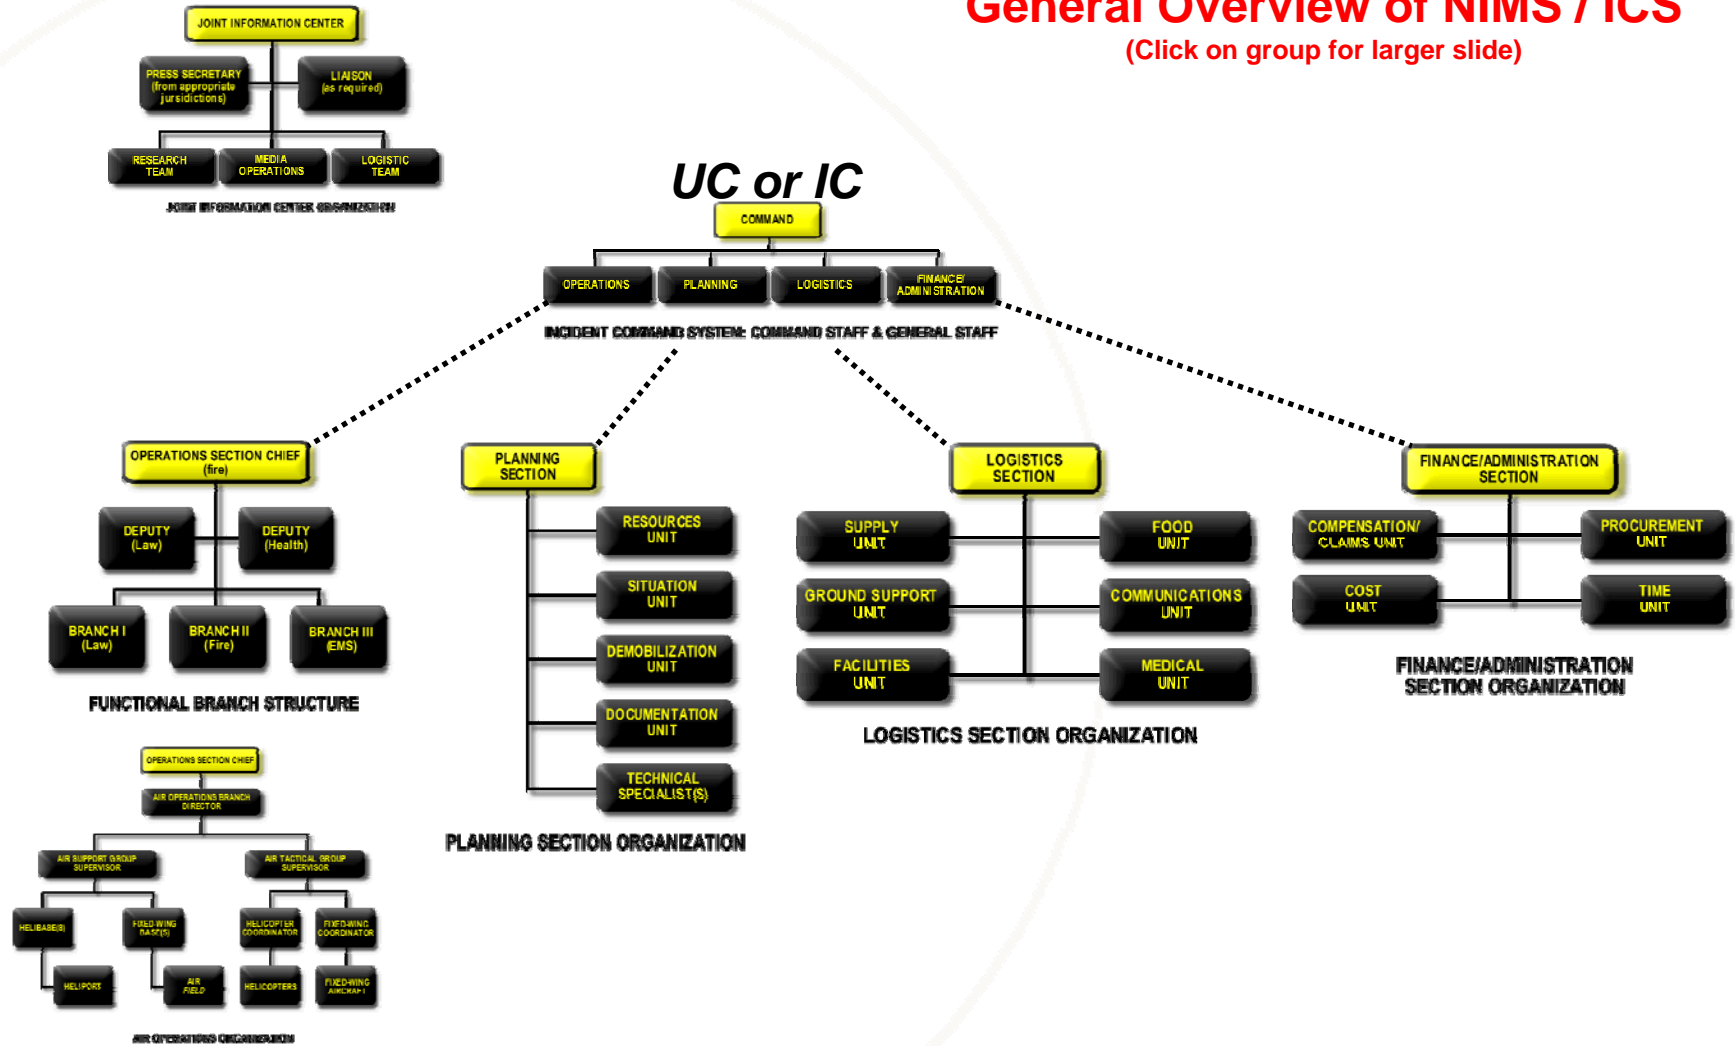 General Overview of NIMS / ICS
(Click on group for larger slide)
JOINT INFORMATION CENTER
PRESS SECRETARY
(from appropriate
jursidictions)
LIAISON
(as required)
RESEARCH
TEAM
MEDIA
OPERATIONS
LOGISTIC
TEAM
JOINT INFORMATION CENTER ORGANIZATION
UC or IC
COMMAND
OPERATIONS
PLANNING
LOGISTICS
FINANCE/
ADMINISTRATION
INCIDENT COMMAND SYSTEM: COMMAND STAFF & GENERAL STAFF
OPERATIONS SECTION CHIEF
(fire)
DEPUTY
(Law)
DEPUTY
(Health)
BRANCH I
(Law)
BRANCH II
(Fire)
BRANCH III
(EMS)
FUNCTIONAL BRANCH STRUCTURE
PLANNING
SECTION
RESOURCES
UNIT
SITUATION
UNIT
DEMOBILIZATION
UNIT
DOCUMENTATION
UNIT
TECHNICAL
SPECIALIST(S)
PLANNING SECTION ORGANIZATION
LOGISTICS
SECTION
SUPPLY
UNIT
FOOD
UNIT
GROUND SUPPORT
UNIT
COMMUNICATIONS
UNIT
FACILITIES
UNIT
MEDICAL
UNIT
LOGISTICS SECTION ORGANIZATION
FINANCE/ADMINISTRATION
SECTION
COMPENSATION/
CLAIMS UNIT
PROCUREMENT
UNIT
COST
UNIT
TIME
UNIT
FINANCE/ADMINISTRATION
SECTION ORGANIZATION
OPERATIONS SECTION CHIEF
AIR OPERATIONS BRANCH
DIRECTOR
AIR SUPPORT GROUP
SUPERVISOR
AIR TACTICAL GROUP
SUPERVISOR
HELIBASE(S)
FIXED-WING
BASE(S)
HELICOPTER
COORDINATOR
FIXED-WING
COORDINATOR
HELIPORTS
AIR
FIELD
HELICOPTERS
FIXED-WING
AIRCRAFT
AIR OPERATIONS ORGANIZATION